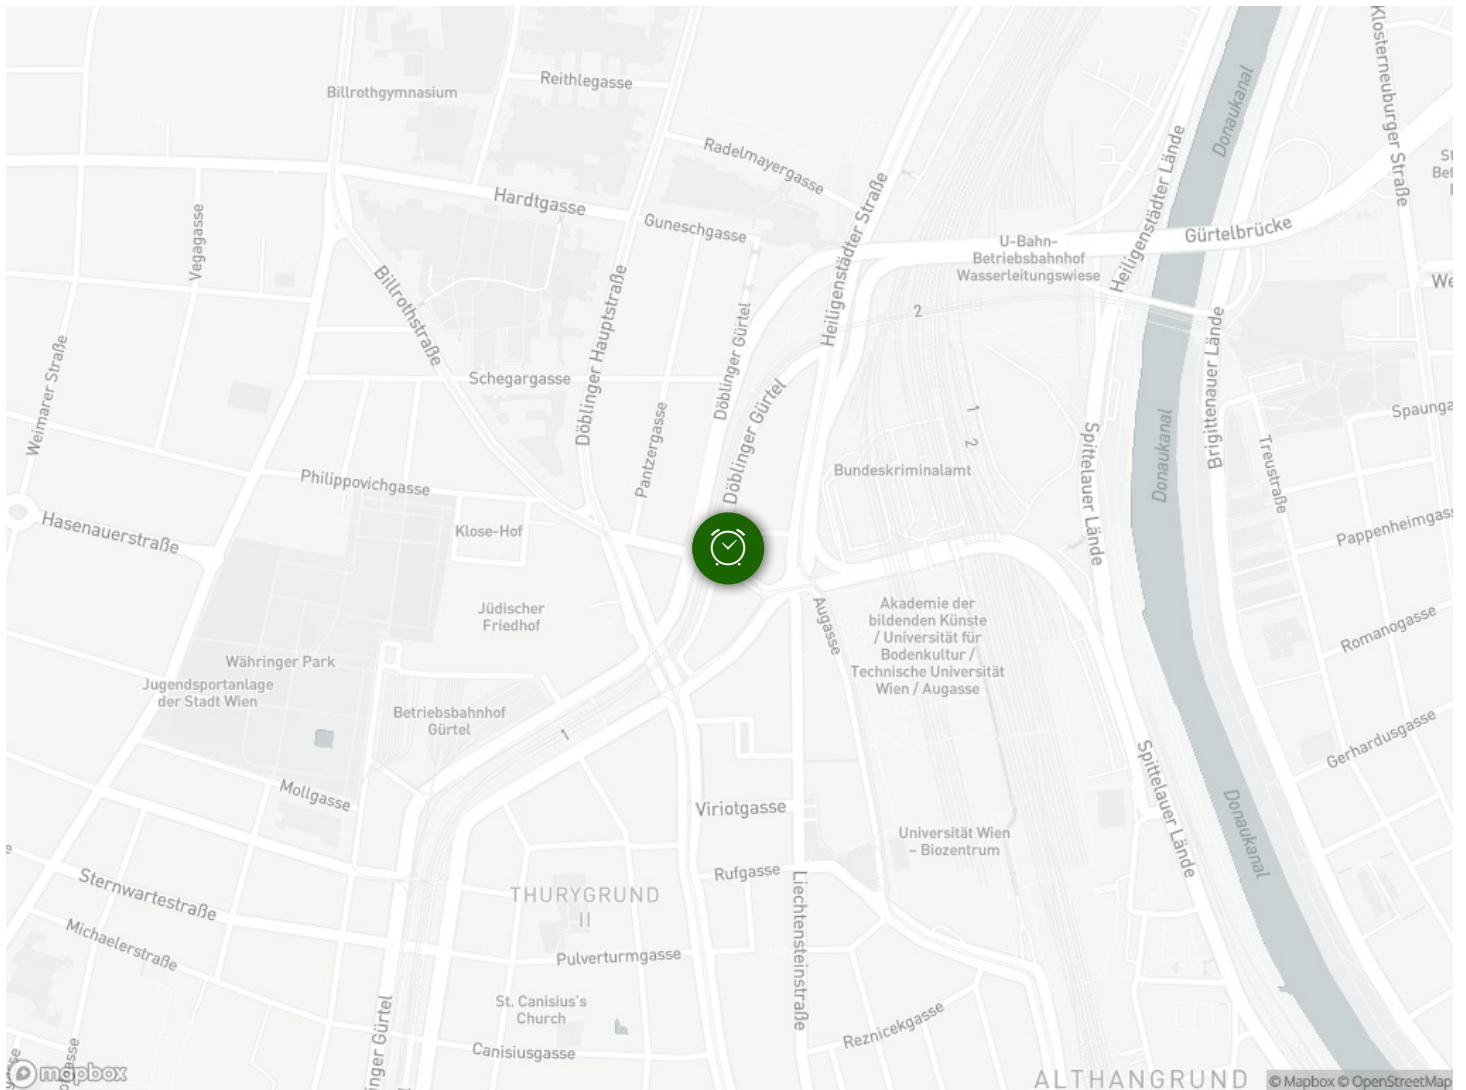 Klosterneuburger Straße
Reithlegasse
Billrothgymnasium
Donaukanal
Radelmayergasse
Heiligenstädter Lände
Hardtgasse
Guneschgasse
Heiligenstädter Straße
Vegagasse
Gürtelbrücke
U-Bahn-
Betriebsbahnhof
Wasserleitungswiese
Billrothstraße
Döblinger Hauptstraße
2
Weimarer Straße
Döblinger Gürtel
Döblinger Gürtel
Schegargasse
Brigittenauer Lände
Pantzergasse
1
2
Spittelauer Lände
Donaukanal
Treustraße
Philippovichgasse
Bundeskriminalamt
Hasenauerstraße
Klose-Hof
Jüdischer
Friedhof
Augasse
Akademie der
bildenden Künste
/ Universität für
Bodenkultur /
Technische Universität
Wien / Augasse
Romanogasse
Währinger Park
Jugendsportanlage
der Stadt Wien
Betriebsbahnhof
Gürtel
1
Gerhardusgasse
Spittelauer Lände
Mollgasse
Viriotgasse
Donaukanal
Universität Wien
– Biozentrum
Rufgasse
Sternwartestraße
THURYGRUND
II
Liechtensteinstraße
Michaelerstraße
Pulverturmgasse
St. Canisius's
Church
Reznicekgasse
Canisiusgasse
ALTHANGRUND
mapbox
© Mapbox © OpenStreetMap